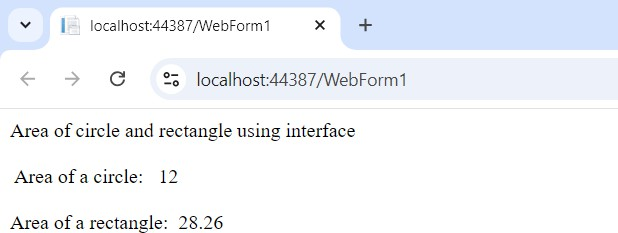 localhost:44387/WebForm1
localhost:44387/WebForm1
Area of circle and rectangle using interface
Area of a circle: 12
Area of a rectangle: 28.26